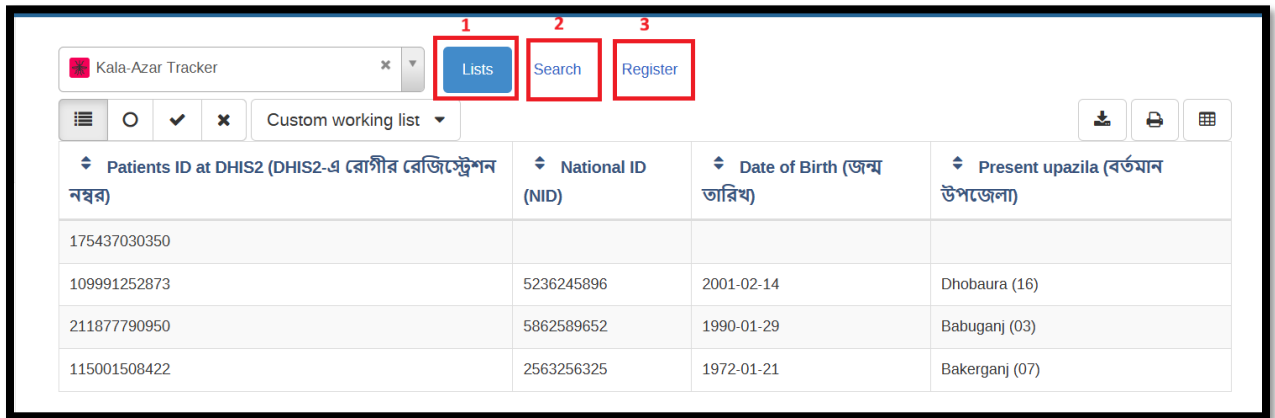 1 2 3
Kala-Azar Tracker Lists Search Register
Custom working list
Patients ID at DHIS2 (DHIS2-এ রোগীর রেজিস্ট্রেশন নম্বর) National ID (NID) Date of Birth (জন্ম তারিখ) Present upazila (বর্তমান উপজেলা)
175437030350
109991252873 5236245896 2001-02-14 Dhobaura (16)
211877790950 5862589652 1990-01-29 Babuganj (03)
115001508422 2563256325 1972-01-21 Bakerganj (07)